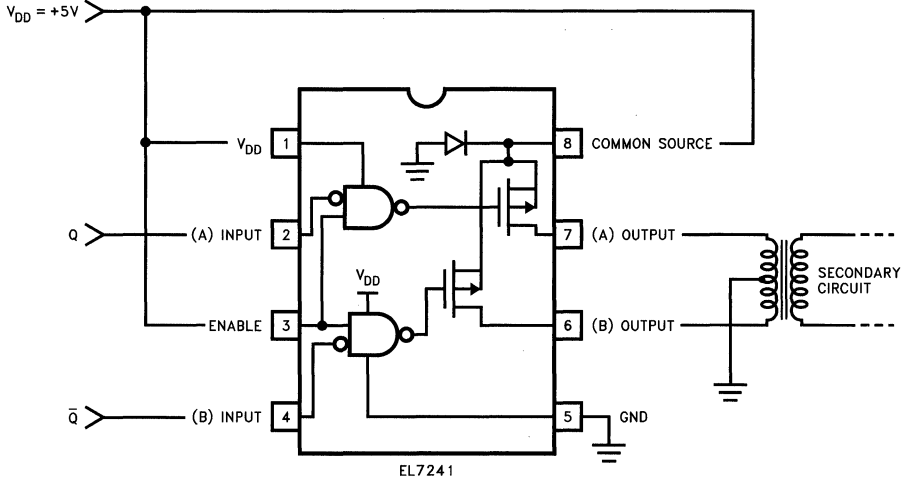 V_DD = +5V
V_DD 1
8 COMMON SOURCE
Q (A) INPUT 2
7 (A) OUTPUT
V_DD
SECONDARY
CIRCUIT
ENABLE 3
6 (B) OUTPUT
Q̅ (B) INPUT 4
5 GND
EL7241